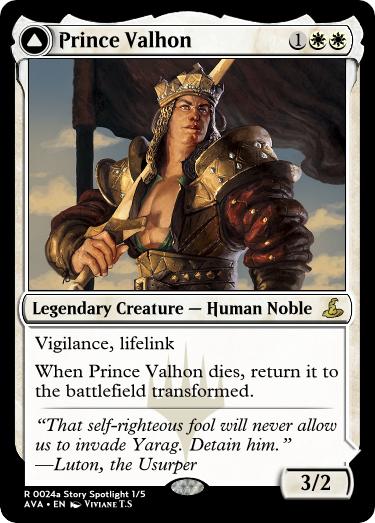 Prince Valhon 1
Legendary Creature — Human Noble
Vigilance, lifelink
When Prince Valhon dies, return it to
the battlefield transformed.
“That self-righteous fool will never allow
us to invade Yarag. Detain him.”
—Luton, the Usurper
3/2
R 0024a Story Spotlight 1/5
AVA • EN Viviane T.S